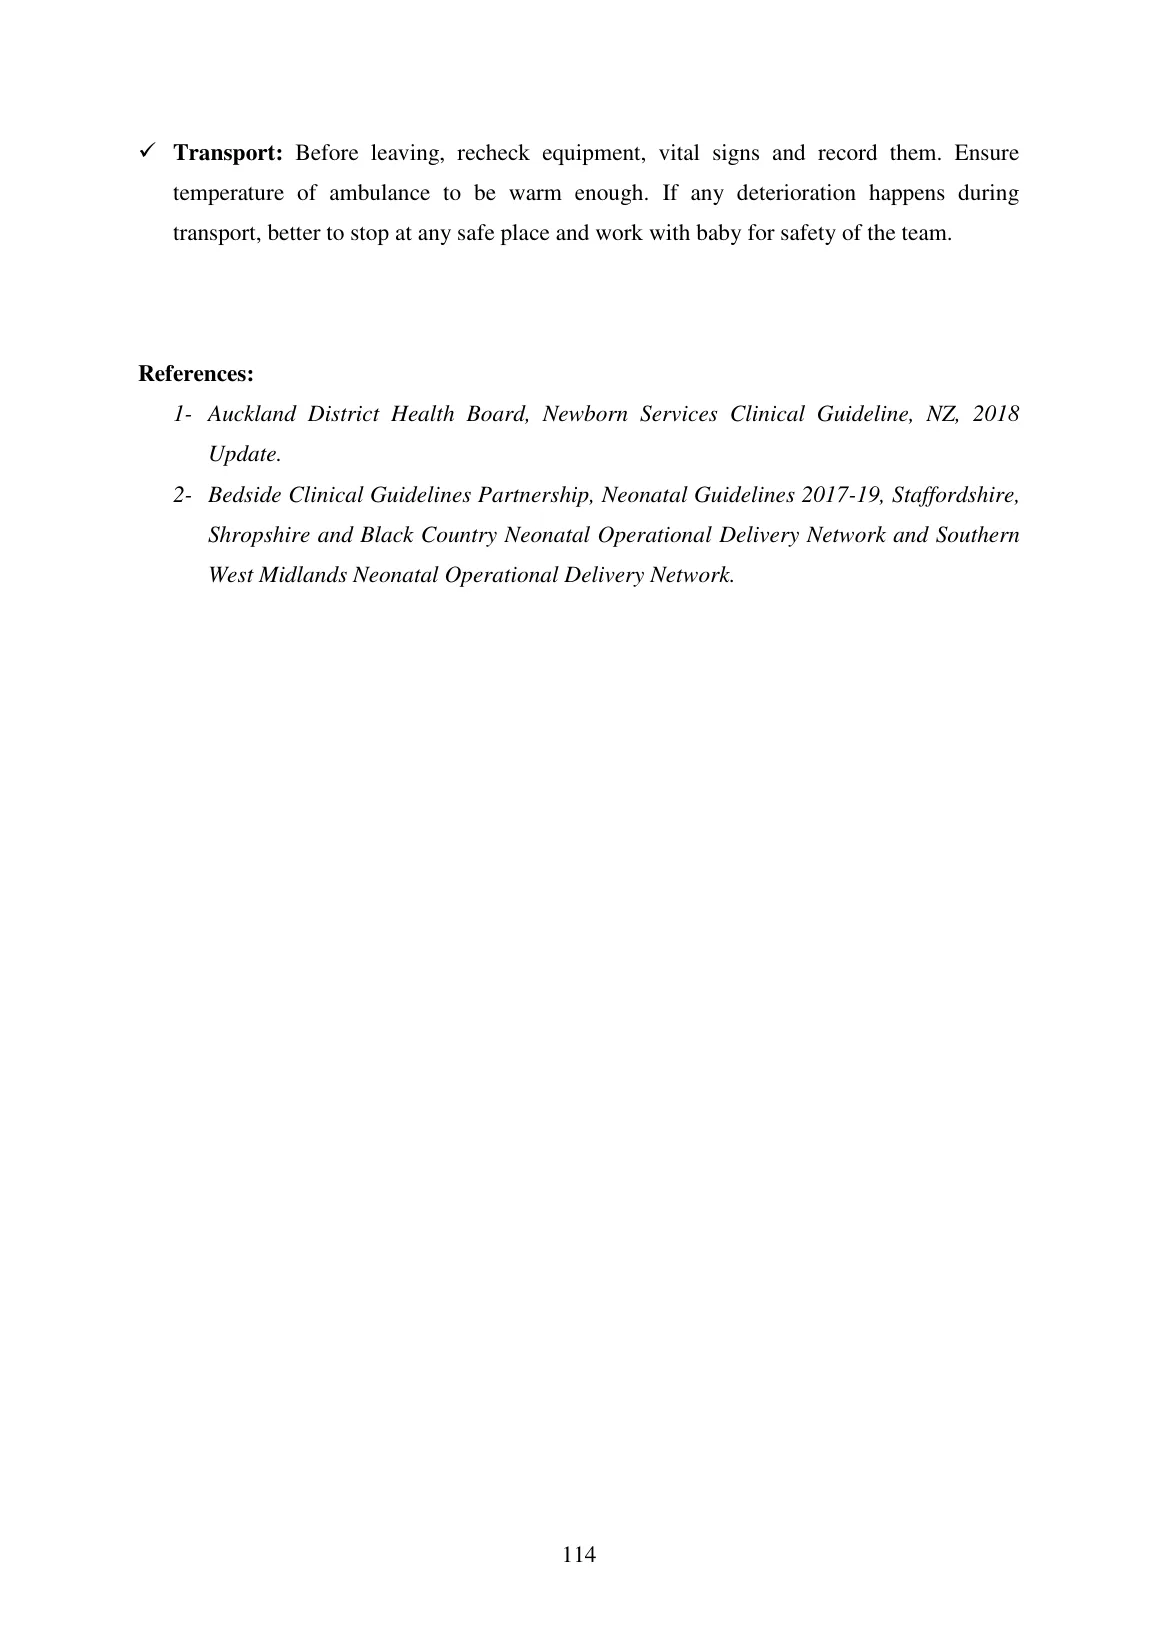 ✓ Transport: Before leaving, recheck equipment, vital signs and record them. Ensure
temperature of ambulance to be warm enough. If any deterioration happens during
transport, better to stop at any safe place and work with baby for safety of the team.
References:
1- Auckland District Health Board, Newborn Services Clinical Guideline, NZ, 2018
Update.
2- Bedside Clinical Guidelines Partnership, Neonatal Guidelines 2017-19, Staffordshire,
Shropshire and Black Country Neonatal Operational Delivery Network and Southern
West Midlands Neonatal Operational Delivery Network.
114